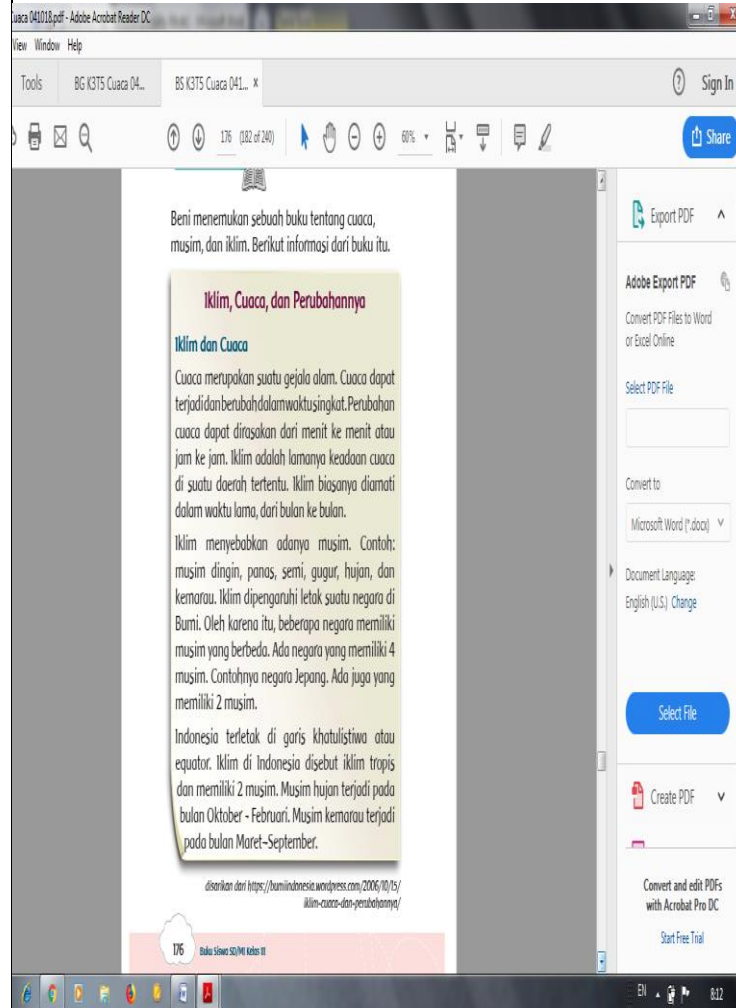 uaca 041018.pdf - Adobe Acrobat Reader DC
View Window Help
Tools BG K3T5 Cuaca 04... BS K3T5 Cuaca 041... × ? Sign In
176 (182 of 240) 60% Share
Beni menemukan sebuah buku tentang cuaca,
musim, dan iklim. Berikut informasi dari buku itu.
Iklim, Cuaca, dan Perubahannya
Iklim dan Cuaca
Cuaca merupakan suatu gejala alam. Cuaca dapat
terjadidanberubahdalamwaktusingkat.Perubahan
cuaca dapat dirasakan dari menit ke menit atau
jam ke jam. Iklim adalah lamanya keadaan cuaca
di suatu daerah tertentu. Iklim biasanya diamati
dalam waktu lama, dari bulan ke bulan.
Iklim menyebabkan adanya musim. Contoh:
musim dingin, panas, semi, gugur, hujan, dan
kemarau. Iklim dipengaruhi letak suatu negara di
Bumi. Oleh karena itu, beberapa negara memiliki
musim yang berbeda. Ada negara yang memiliki 4
musim. Contohnya negara Jepang. Ada juga yang
memiliki 2 musim.
Indonesia terletak di garis khatulistiwa atau
equator. Iklim di Indonesia disebut iklim tropis
dan memiliki 2 musim. Musim hujan terjadi pada
bulan Oktober - Februari. Musim kemarau terjadi
pada bulan Maret–September.
disarikan dari https://bumiindonesia.wordpress.com/2006/10/15/
iklim-cuaca-dan-perubahannya/
176 Buku Siswa SD/MI Kelas III
Export PDF
Adobe Export PDF
Convert PDF Files to Word
or Excel Online
Select PDF File
Convert to
Microsoft Word (*.docx)
Document Language:
English (U.S.) Change
Select File
Create PDF
Convert and edit PDFs
with Acrobat Pro DC
Start Free Trial
EN 8:12